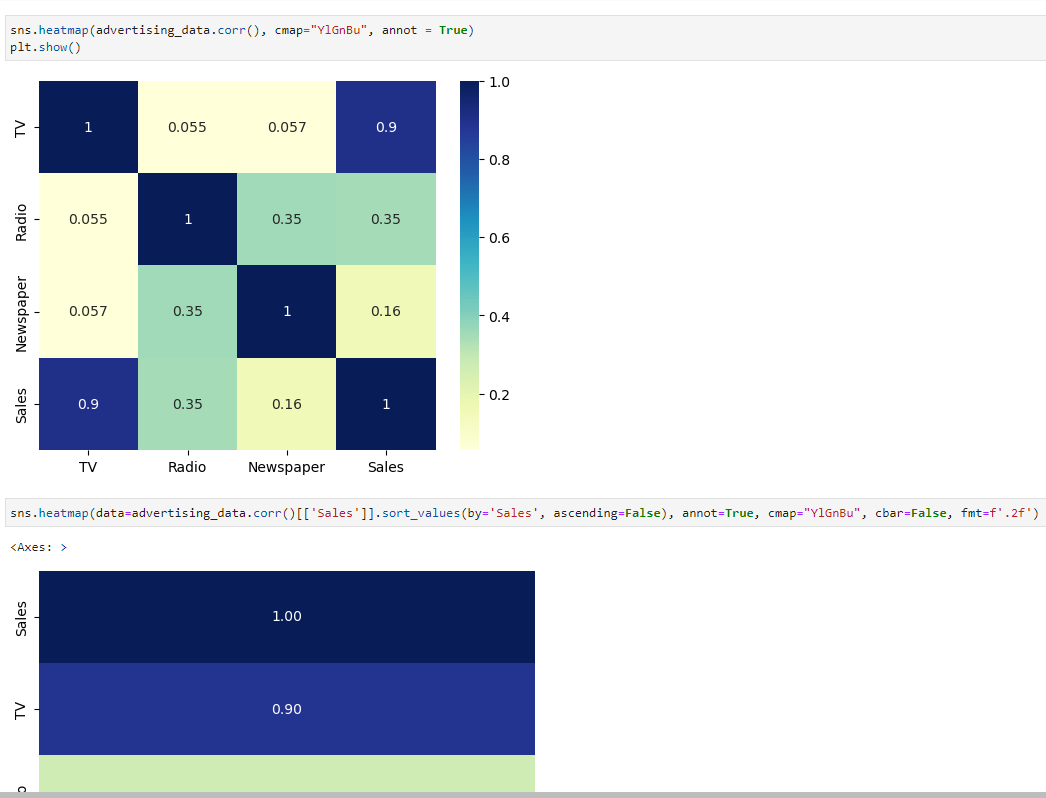 sns.heatmap(advertising_data.corr(), cmap="YlGnBu", annot = True)
plt.show()
1.0
TV
1
0.055
0.057
0.9
0.8
Radio
0.055
1
0.35
0.35
0.6
Newspaper
0.057
0.35
1
0.16
0.4
Sales
0.9
0.35
0.16
1
0.2
TV
Radio
Newspaper
Sales
sns.heatmap(data=advertising_data.corr()[['Sales']].sort_values(by='Sales', ascending=False), annot=True, cmap="YlGnBu", cbar=False, fmt=f'.2f')
<Axes: >
Sales
1.00
TV
0.90